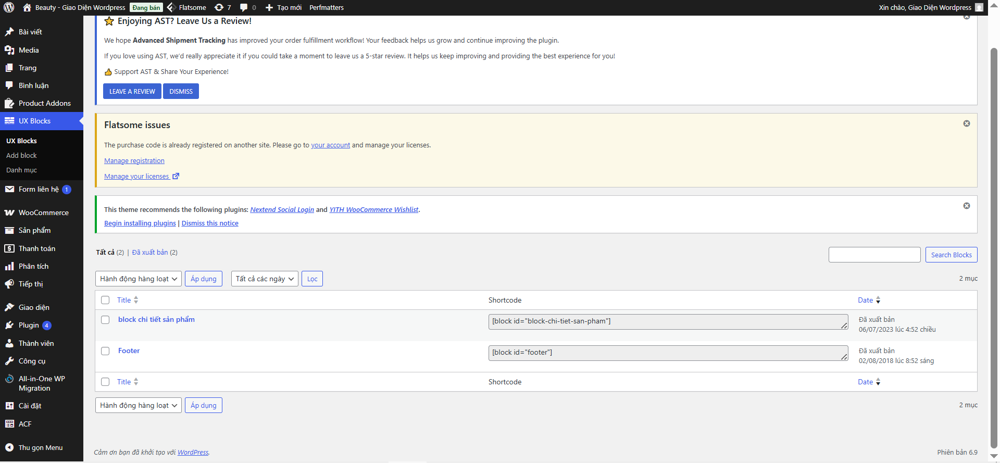 Beauty - Giao Diện Wordpress Đang bán Flatsome 7 0 Tạo mới Perfmatters Xin chào, Giao Diện Wordpress
Bài viết
Media
Trang
Bình luận
Product Addons
UX Blocks
UX Blocks
Add block
Danh mục
Form liên hệ 1
WooCommerce
Sản phẩm
Thanh toán
Phân tích
Tiếp thị
Giao diện
Plugin 4
Thành viên
Công cụ
All-in-One WP
Migration
Cài đặt
ACF
Thu gọn Menu
Enjoying AST? Leave Us a Review!
We hope Advanced Shipment Tracking has improved your order fulfillment workflow! Your feedback helps us grow and continue improving the plugin.
If you love using AST, we'd really appreciate it if you could take a moment to leave us a 5-star review. It helps us keep improving and providing the best experience for you!
Support AST & Share Your Experience!
LEAVE A REVIEW DISMISS
Flatsome issues
The purchase code is already registered on another site. Please go to your account and manage your licenses.
Manage registration
Manage your licenses
This theme recommends the following plugins: Nextend Social Login and YITH WooCommerce Wishlist.
Begin installing plugins | Dismiss this notice
Tất cả (2) | Đã xuất bản (2)
Search Blocks
Hành động hàng loạt Áp dụng Tất cả các ngày Lọc 2 mục
Title Shortcode Date
block chi tiết sản phẩm [block id="block-chi-tiet-san-pham"] Đã xuất bản
06/07/2023 lúc 4:52 chiều
Footer [block id="footer"] Đã xuất bản
02/08/2018 lúc 8:52 sáng
Title Shortcode Date
Hành động hàng loạt Áp dụng 2 mục
Cảm ơn bạn đã khởi tạo với WordPress. Phiên bản 6.9